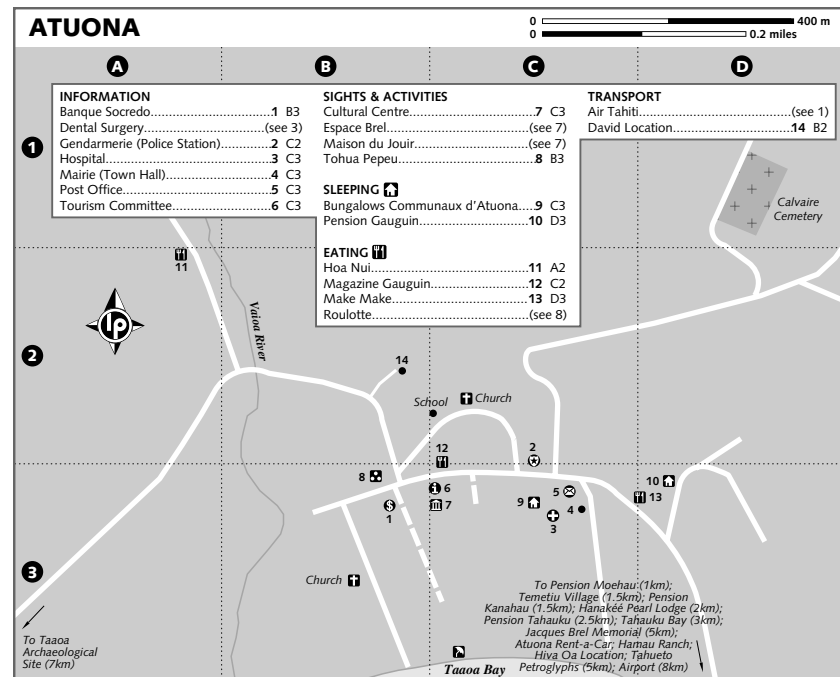 ATUONA
0 400 m
0 0.2 miles
A B C D
INFORMATION
Banque Socredo 1 B3
Dental Surgery (see 3)
Gendarmerie (Police Station) 2 C2
Hospital 3 C3
Mairie (Town Hall) 4 C3
Post Office 5 C3
Tourism Committee 6 C3
SIGHTS & ACTIVITIES
Cultural Centre 7 C3
Espace Brel (see 7)
Maison du Jouir (see 7)
Tohua Pepeu 8 B3
SLEEPING
Bungalows Communaux d'Atuona 9 C3
Pension Gauguin 10 D3
EATING
Hoa Nui 11 A2
Magazine Gauguin 12 C2
Make Make 13 D3
Roulotte (see 8)
TRANSPORT
Air Tahiti (see 1)
David Location 14 B2
1
Calvaire
Cemetery
11
lp
Vaioa River
2
14
School
Church
12
2
8
6
10
5
13
1
7
9
4
3
3
Church
To Taaoa
Archaeological
Site (7km)
To Pension Moehau (1km);
Temetiu Village (1.5km); Pension
Kanahau (1.5km); Hanakéé Pearl Lodge (2km);
Pension Tahauku (2.5km); Tahauku Bay (3km);
Jacques Brel Memorial (5km);
Atuona Rent-a-Car; Hamau Ranch;
Hiva Oa Location; Tahueto
Petroglyphs (5km); Airport (8km)
Taaoa Bay